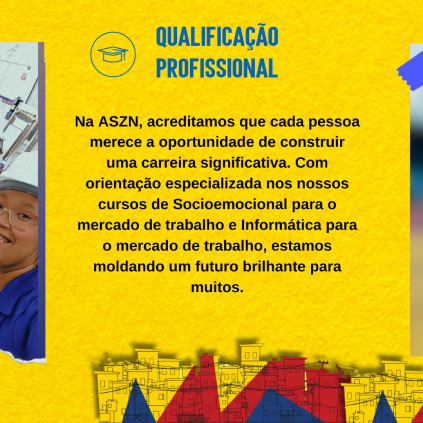 QUALIFICAÇÃO
PROFISSIONAL
Na ASZN, acreditamos que cada pessoa
merece a oportunidade de construir
uma carreira significativa. Com
orientação especializada nos nossos
cursos de Socioemocional para o
mercado de trabalho e Informática para
o mercado de trabalho, estamos
moldando um futuro brilhante para
muitos.